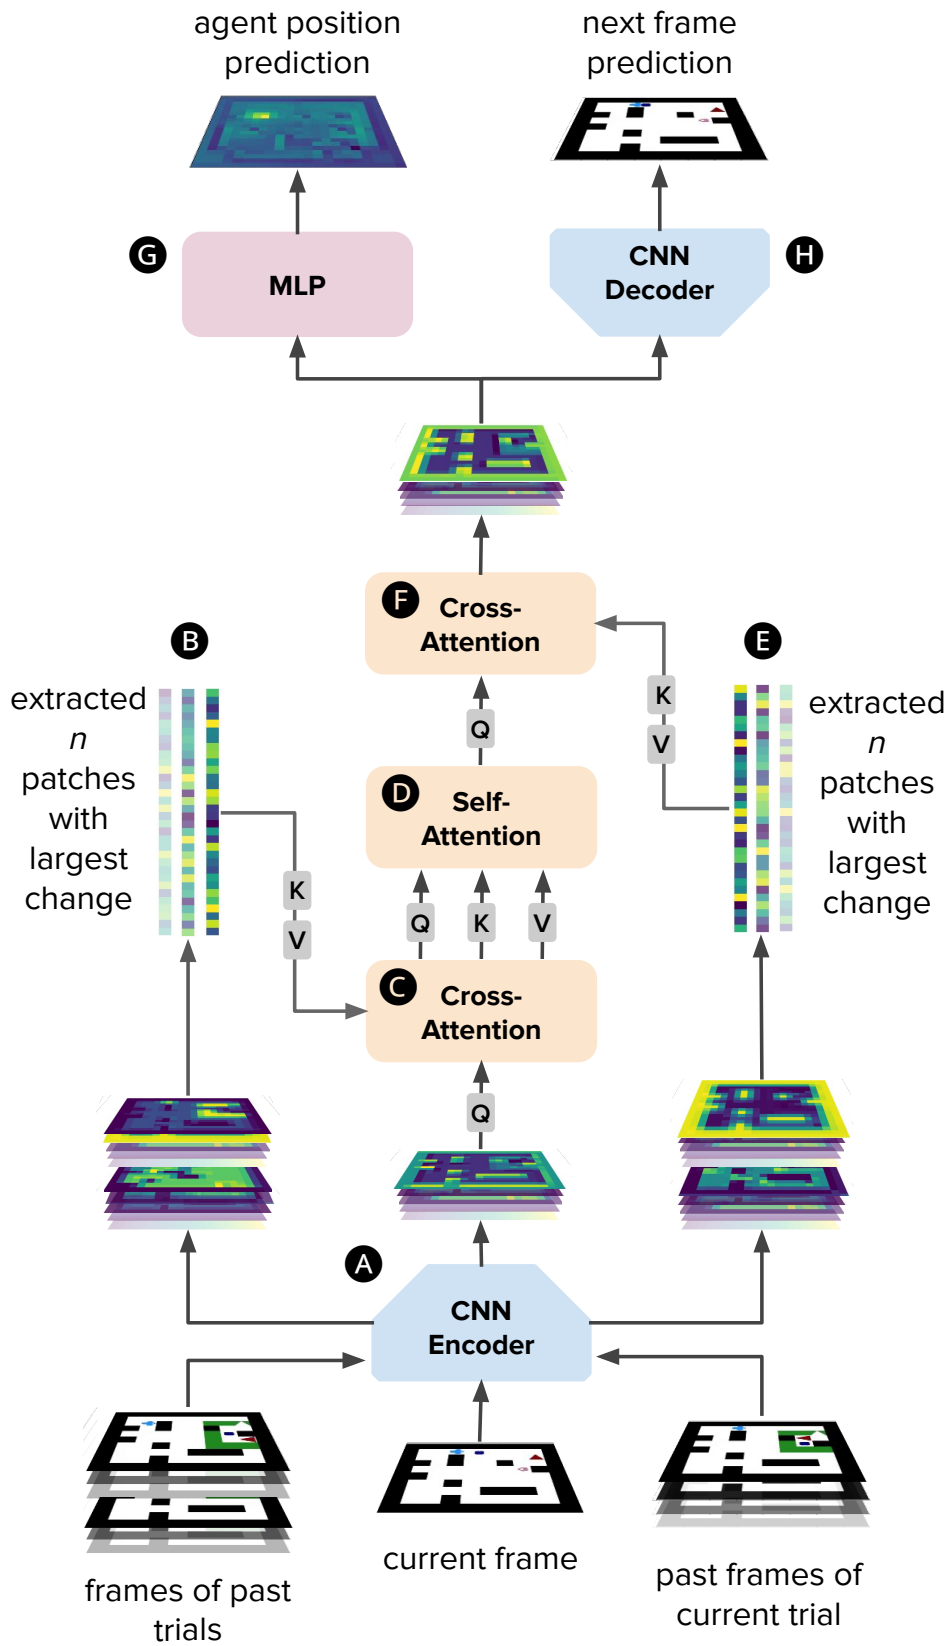 agent position
prediction
next frame
prediction
G
MLP
CNN
Decoder
H
F
Cross-
Attention
B
E
extracted
n
patches
with
largest
change
K
V
Q
extracted
n
patches
with
largest
change
D
Self-
Attention
K
V
Q
K
V
C
Cross-
Attention
Q
A
CNN
Encoder
frames of past
trials
current frame
past frames of
current trial